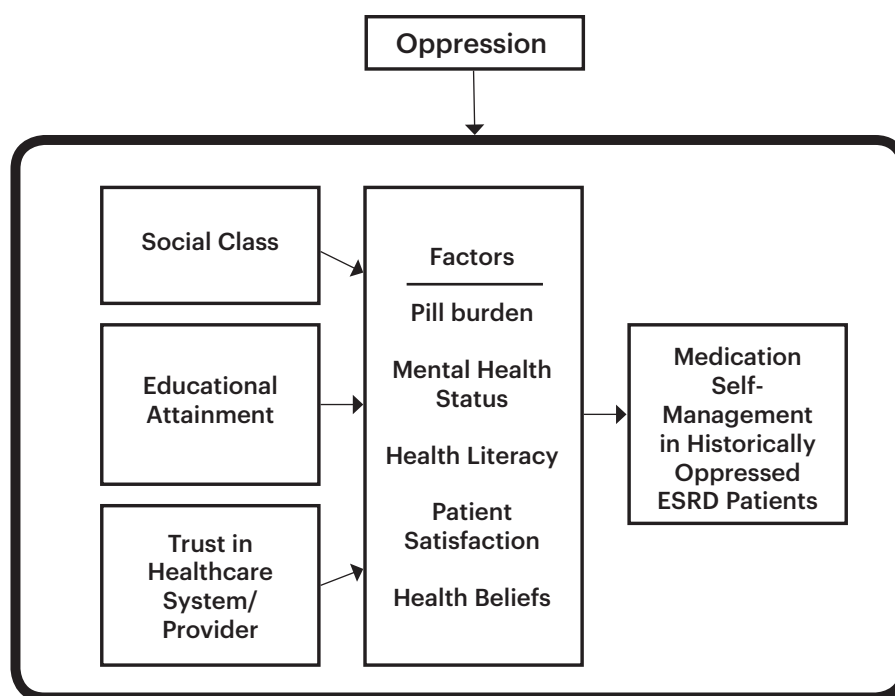 Oppression
Social Class
Educational
Attainment
Trust in
Healthcare
System/
Provider
Factors
Pill burden
Mental Health
Status
Health Literacy
Patient
Satisfaction
Health Beliefs
Medication
Self-
Management
in Historically
Oppressed
ESRD Patients